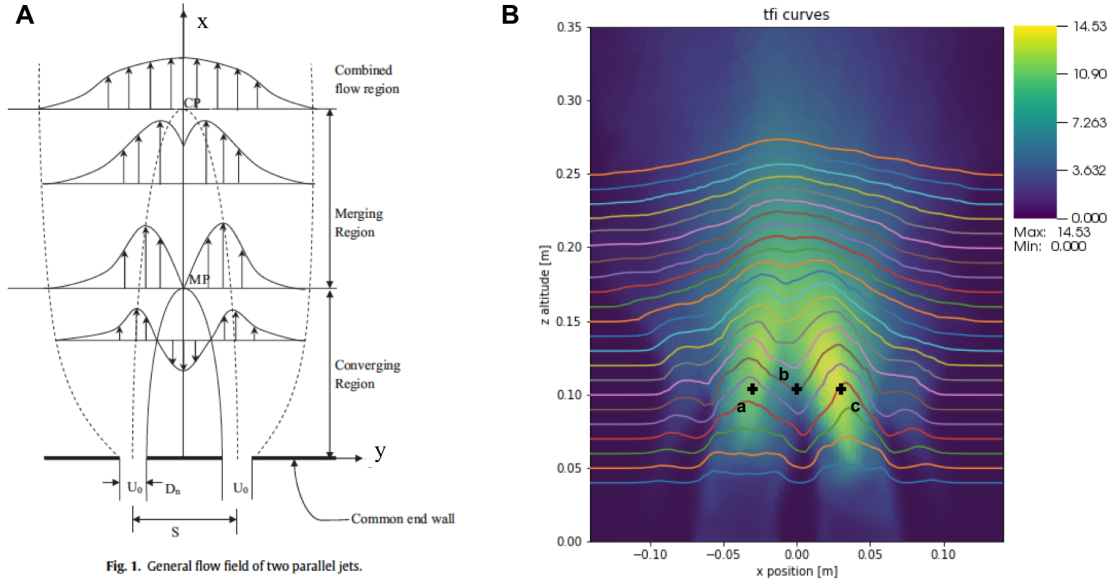 A
x
Combined
flow region
CP
Merging
Region
MP
Converging
Region
y
U0
Dn
U0
S
Common end wall
Fig. 1. General flow field of two parallel jets.
B
tfi curves
0.35
0.30
0.25
0.20
0.15
0.10
0.05
0.00
z altitude [m]
a
b
c
−0.10
−0.05
0.00
0.05
0.10
x position [m]
14.53
10.90
7.263
3.632
0.000
Max: 14.53
Min: 0.000